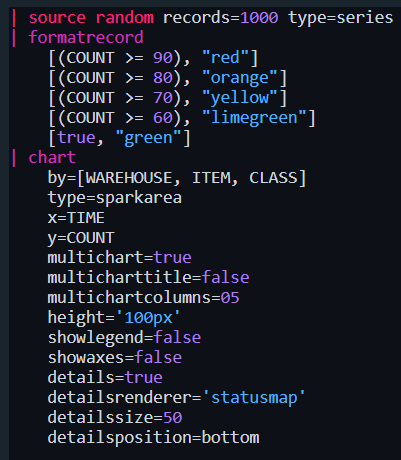 | source random records=1000 type=series
| formatrecord
[(COUNT >= 90), "red"]
[(COUNT >= 80), "orange"]
[(COUNT >= 70), "yellow"]
[(COUNT >= 60), "limegreen"]
[true, "green"]
| chart
by=[WAREHOUSE, ITEM, CLASS]
type=sparkarea
x=TIME
y=COUNT
multichart=true
multicharttitle=false
multichartcolumns=05
height='100px'
showlegend=false
showaxes=false
details=true
detailsrenderer='statusmap'
detailssize=50
detailsposition=bottom